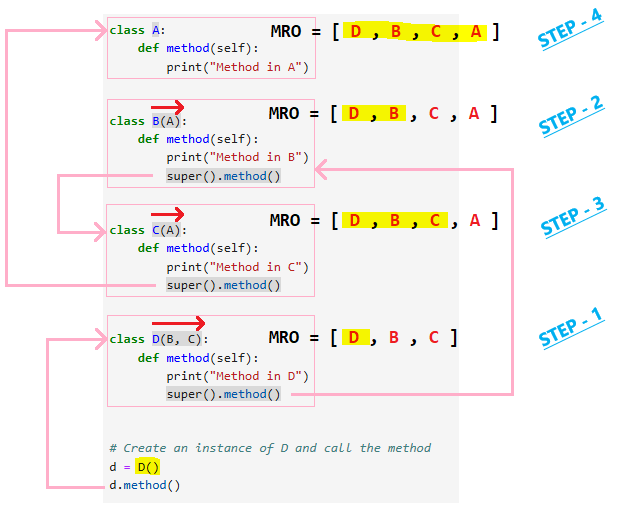 class A:
    def method(self):
        print("Method in A")
MRO = [ D , B , C , A ]
STEP - 4
class B(A):
    def method(self):
        print("Method in B")
        super().method()
MRO = [ D , B , C , A ]
STEP - 2
class C(A):
    def method(self):
        print("Method in C")
        super().method()
MRO = [ D , B , C , A ]
STEP - 3
class D(B, C):
    def method(self):
        print("Method in D")
        super().method()
MRO = [ D , B , C ]
STEP - 1
# Create an instance of D and call the method
d = D()
d.method()